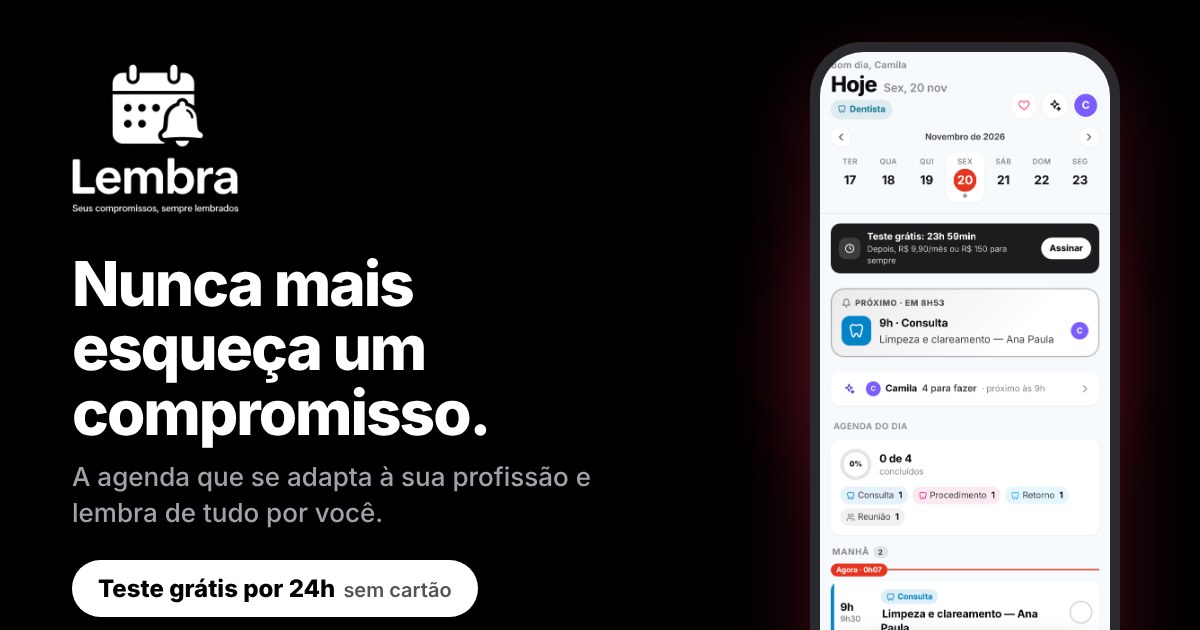 Lembra
Seus compromissos, sempre lembrados
Nunca mais
esqueça um
compromisso.
A agenda que se adapta à sua profissão e
lembra de tudo por você.
Teste grátis por 24h sem cartão
Bom dia, Camila
Hoje Sex, 20 nov
Dentista
C
Novembro de 2026
TER QUA QUI SEX SÁB DOM SEG
17 18 19 20 21 22 23
Teste grátis: 23h 59min
Depois, R$ 9,90/mês ou R$ 150 para
sempre
Assinar
PRÓXIMO · EM 8H53
9h · Consulta
Limpeza e clareamento — Ana Paula
C
C Camila 4 para fazer · próximo às 9h
AGENDA DO DIA
0%
0 de 4
concluídos
Consulta 1 Procedimento 1 Retorno 1
Reunião 1
MANHÃ 2
Agora · 0h07
9h
9h30
Consulta
Limpeza e clareamento — Ana
Paula